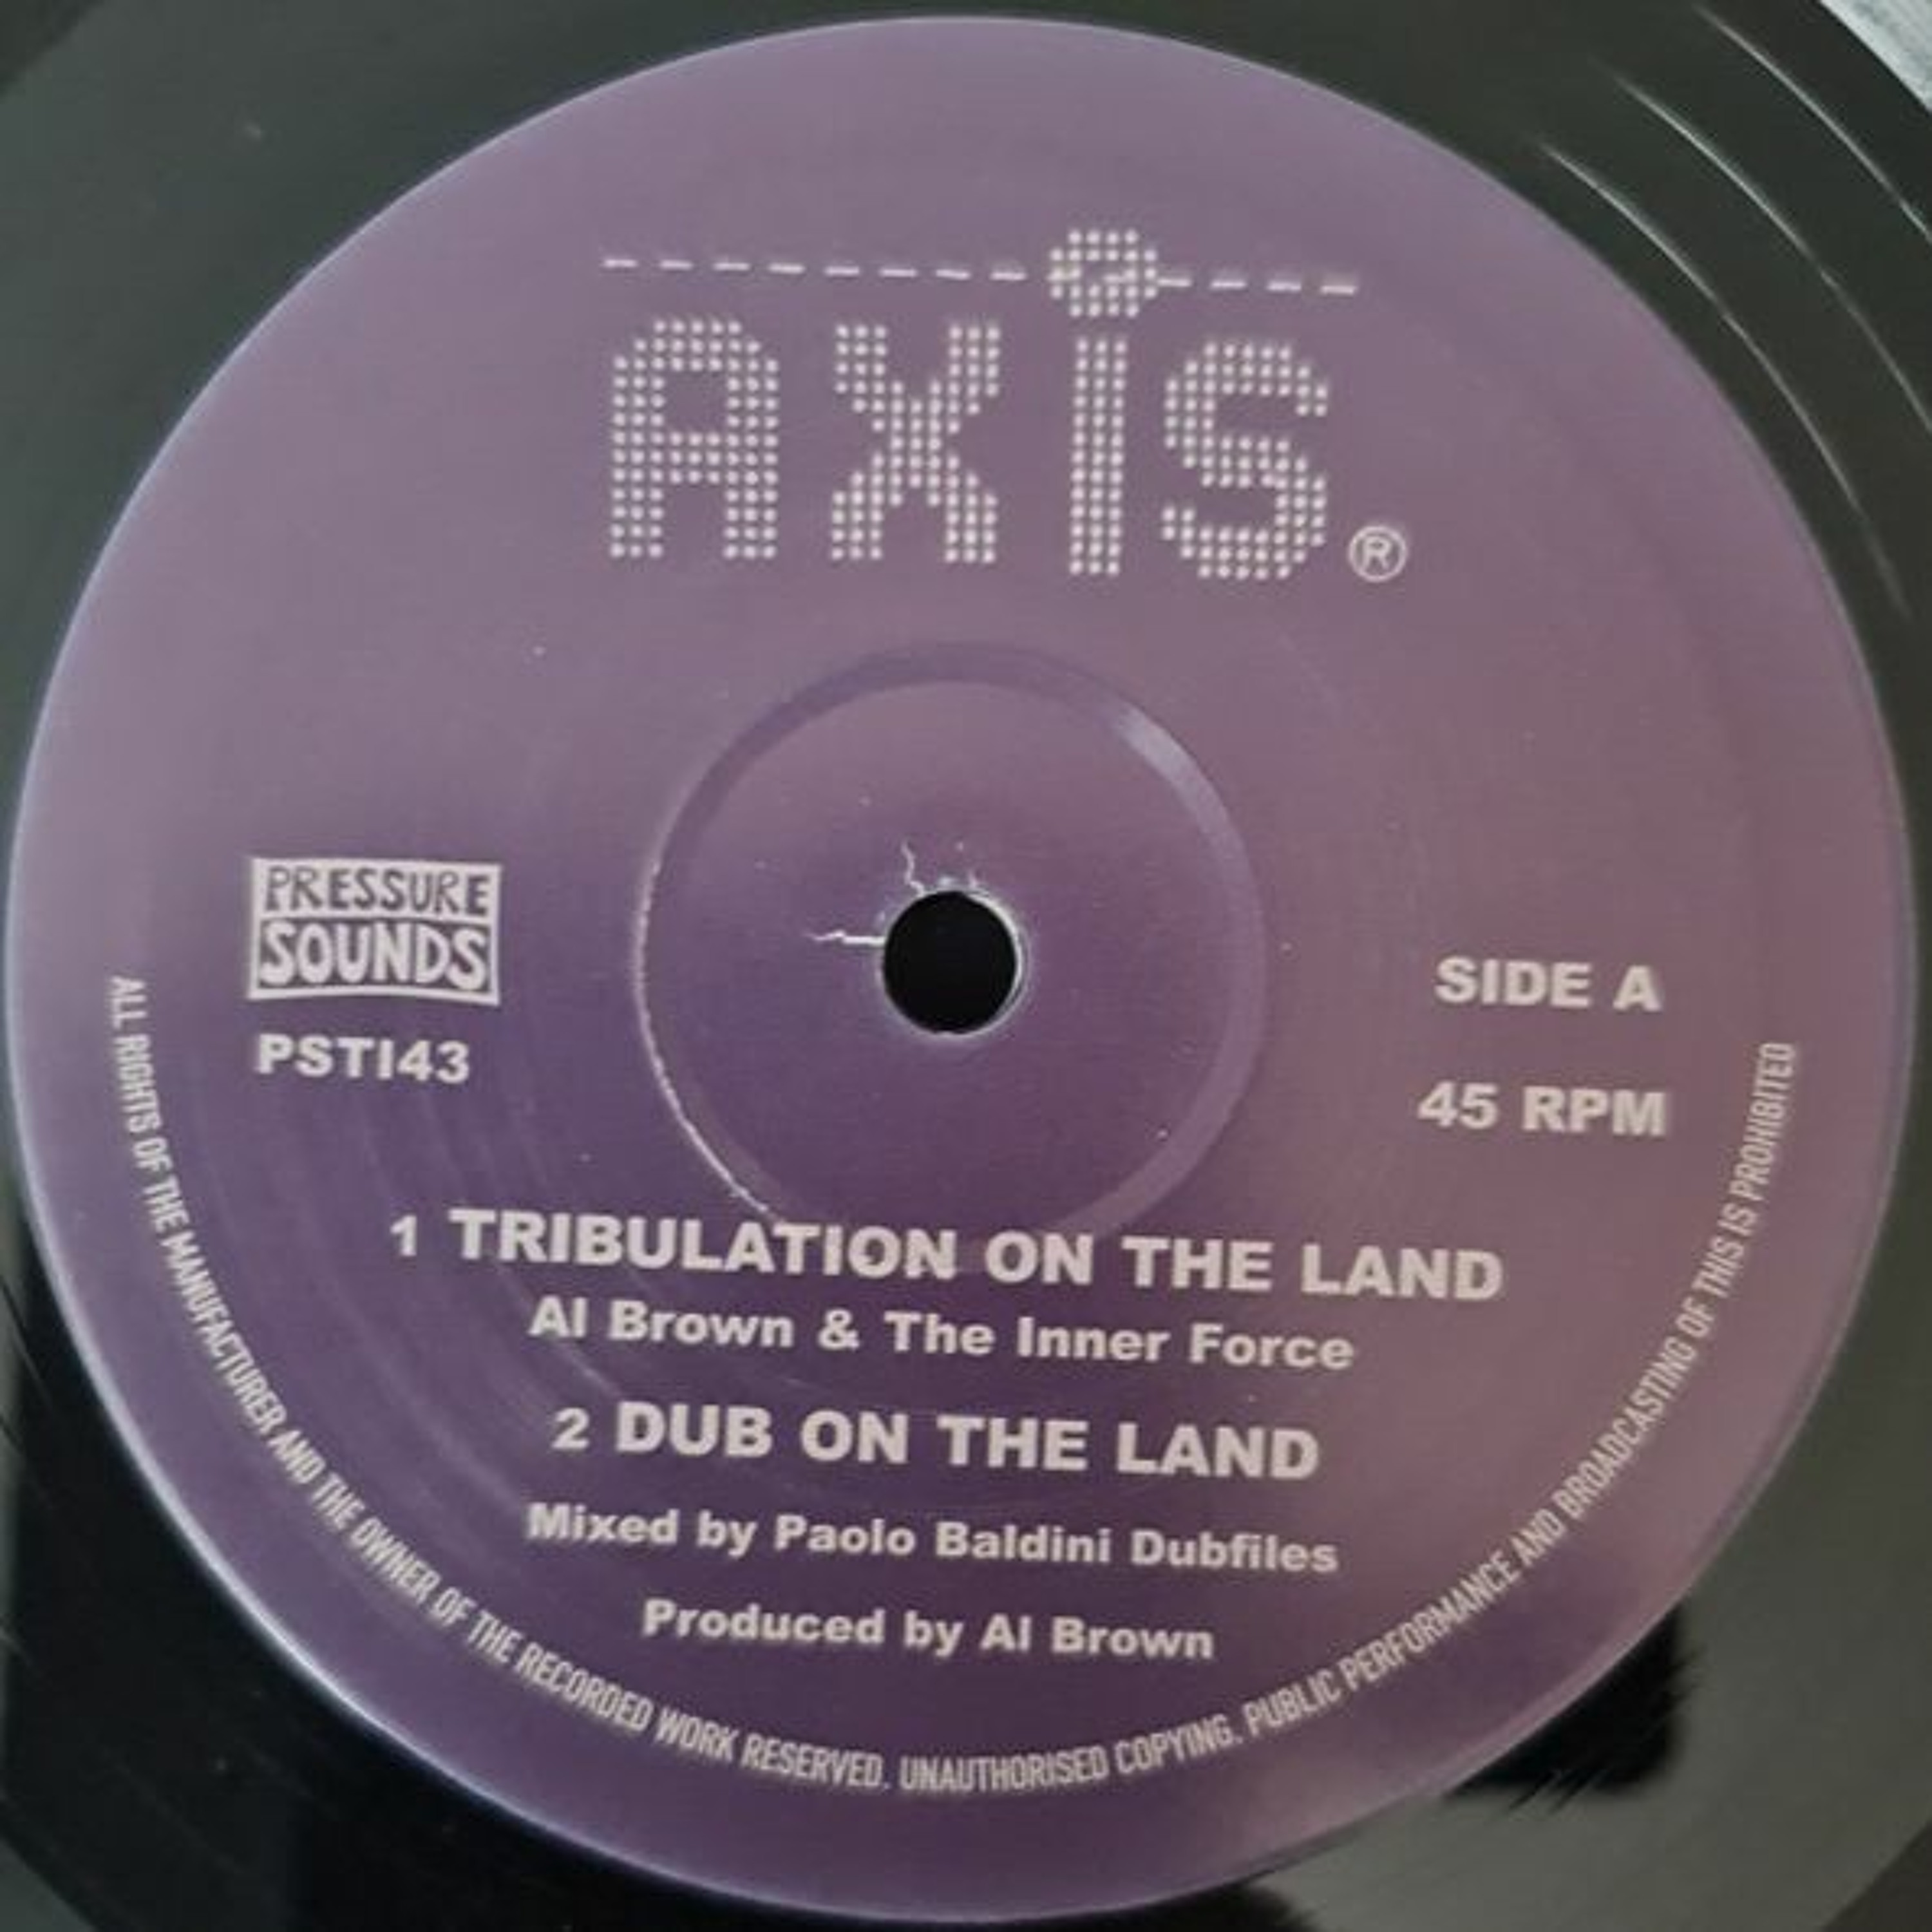 AXIS.®
PRESSURE
SOUNDS
PSTI43
SIDE A
45 RPM
1 TRIBULATION ON THE LAND
Al Brown & The Inner Force
2 DUB ON THE LAND
Mixed by Paolo Baldini Dubfiles
Produced by Al Brown
ALL RIGHTS OF THE MANUFACTURER AND THE OWNER OF THE RECORDED WORK RESERVED. UNAUTHORISED COPYING. PUBLIC PERFORMANCE AND BROADCASTING OF THIS IS PROHIBITED